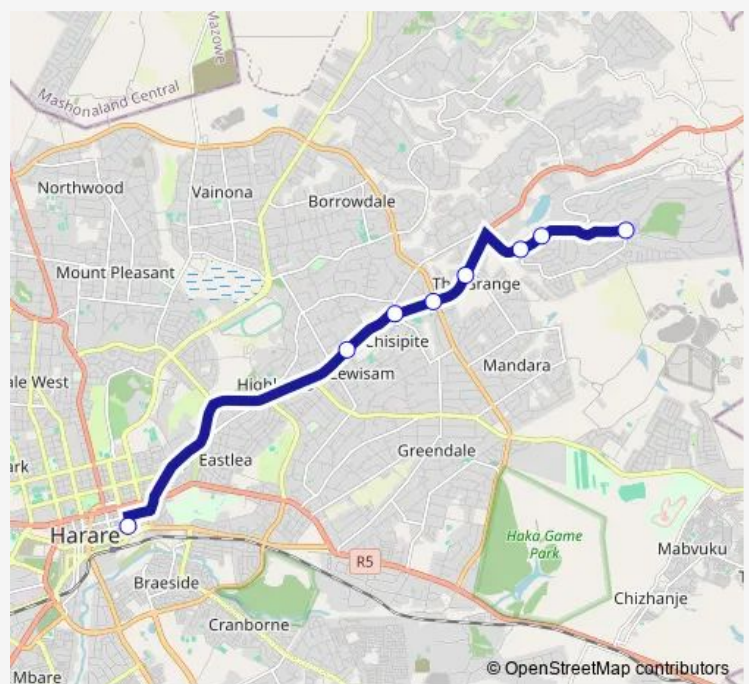 Mazowe
Mashonaland Central
Northwood
Vainona
Borrowdale
Mount Pleasant
The Grange
Chisipite
Lewisam
Mandara
ale West
Highl
Greendale
Eastlea
ark
Harare
R5
Haka Game
Park
Mabvuku
Braeside
Chizhanje
Cranborne
Mbare
© OpenStreetMap contributors